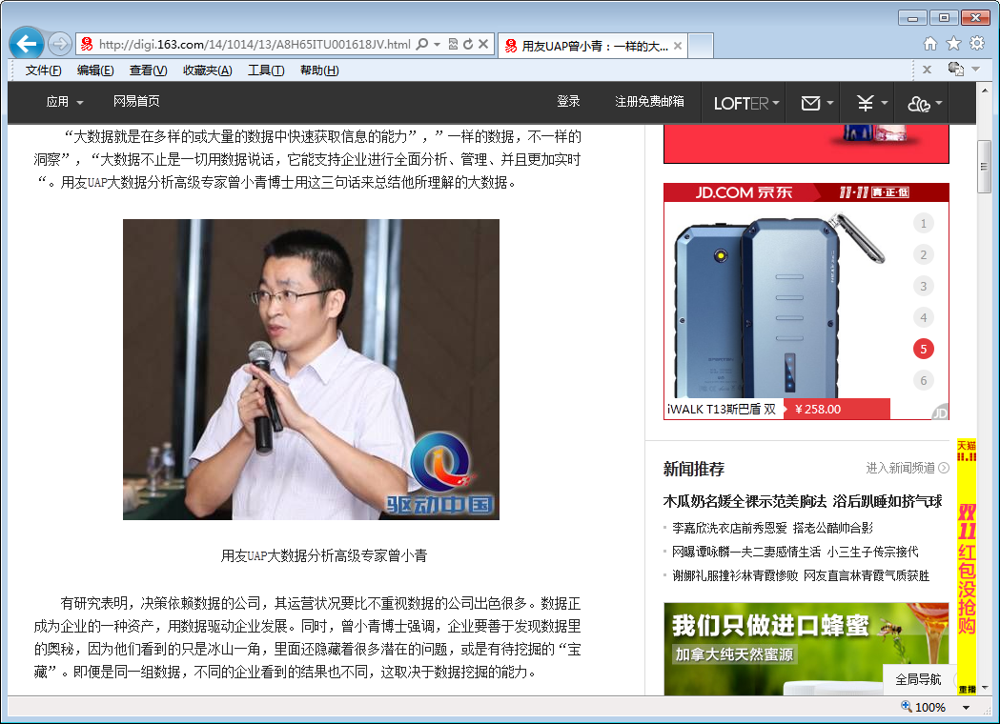 http://digi.163.com/14/1014/13/A8H65ITU001618JV.html
用友UAP曾小青：一样的大...
文件(F) 编辑(E) 查看(V) 收藏夹(A) 工具(T) 帮助(H)
应用 网易首页 登录 注册免费邮箱 LOFTER
“大数据就是在多样的或大量的数据中快速获取信息的能力”，”一样的数据，不一样的
洞察”，“大数据不止是一切用数据说话，它能支持企业进行全面分析、管理、并且更加实时
“。用友UAP大数据分析高级专家曾小青博士用这三句话来总结他所理解的大数据。
驱动中国
用友UAP大数据分析高级专家曾小青
有研究表明，决策依赖数据的公司，其运营状况要比不重视数据的公司出色很多。数据正
成为企业的一种资产，用数据驱动企业发展。同时，曾小青博士强调，企业要善于发现数据里
的奥秘，因为他们看到的只是冰山一角，里面还隐藏着很多潜在的问题，或是有待挖掘的“宝
藏”。即便是同一组数据，不同的企业看到的结果也不同，这取决于数据挖掘的能力。
JD.COM 京东 11·11 真·正·低
1
2
3
4
5
6
iWALK T13斯巴盾 双 ￥258.00
JD
新闻推荐 进入新闻频道
木瓜奶名媛全裸示范美胸法 浴后趴睡如挤气球
李嘉欣洗衣店前秀恩爱 搭老公酷帅合影
网曝谭咏麟一夫二妻感情生活 小三生子传宗接代
谢娜礼服撞衫林青霞惨败 网友直言林青霞气质获胜
我们只做进口蜂蜜
加拿大纯天然蜜源
全局导航
天猫
11.11
双
11
红
包
没
抢
购
重播
100%